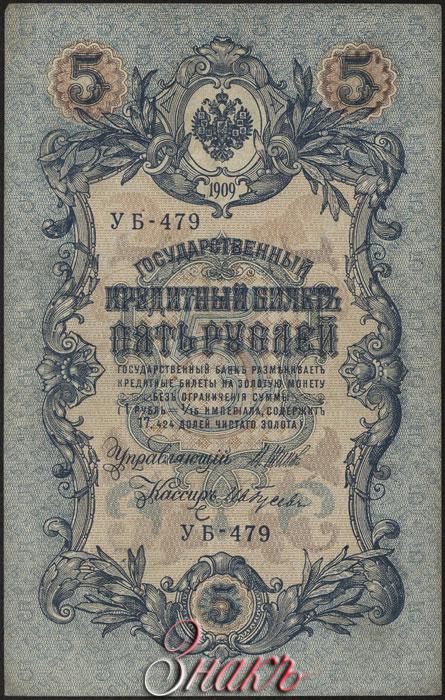 5 5
1909
УБ-479
ГОСУДАРСТВЕННЫЙ
КРЕДИТНЫЙ БИЛЕТЪ
ПЯТЬ РУБЛЕЙ
ГОСУДАРСТВЕННЫЙ БАНКЪ РАЗМѢНИВАЕТЪ
КРЕДИТНЫЕ БИЛЕТЫ НА ЗОЛОТУЮ МОНЕТУ
БЕЗЪ ОГРАНИЧЕНІЯ СУММЫ
(1 РУБЛЬ = 1/15 ИМПЕРІАЛА, СОДЕРЖИТЪ
17,424 ДОЛЕЙ ЧИСТАГО ЗОЛОТА)
Управляющій
Кассиръ
УБ-479
5
Знакъ